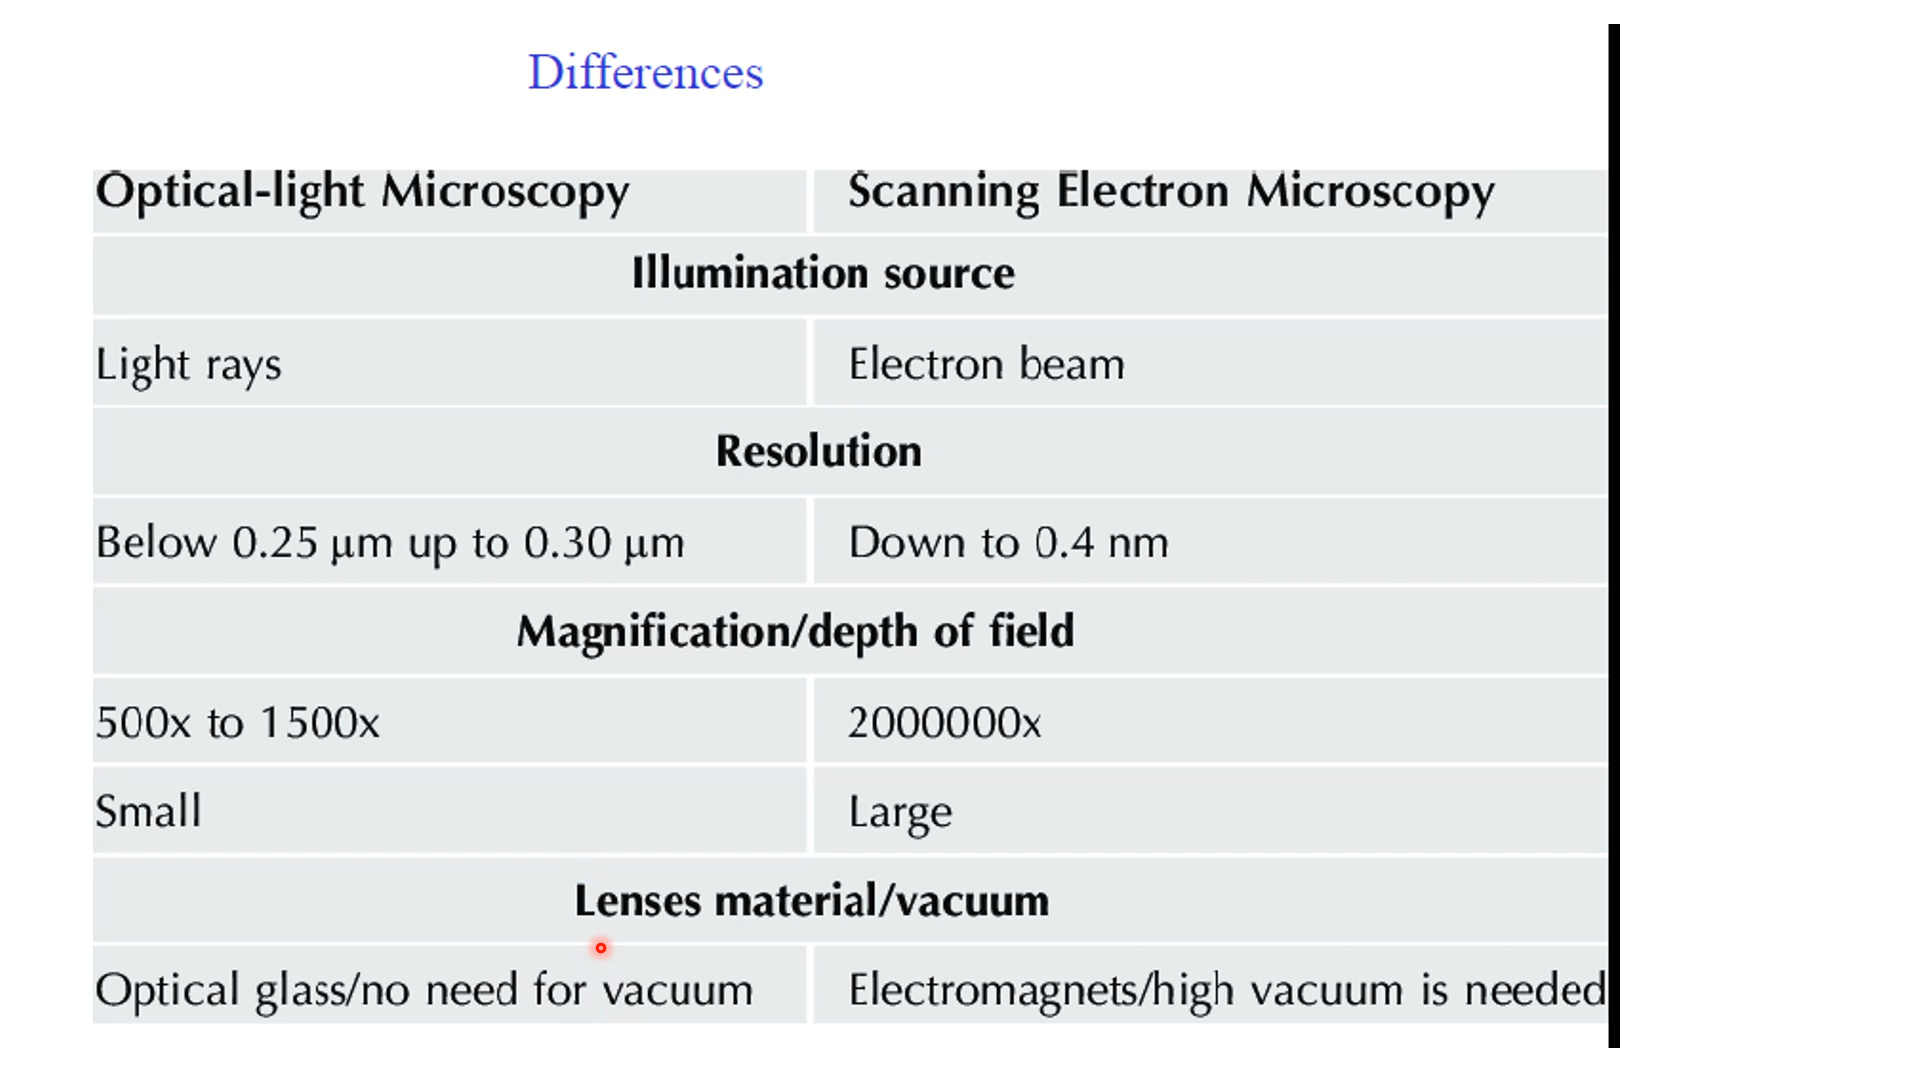 Differences
Optical-light Microscopy Scanning Electron Microscopy
Illumination source
Light rays Electron beam
Resolution
Below 0.25 µm up to 0.30 µm Down to 0.4 nm
Magnification/depth of field
500x to 1500x 2000000x
Small Large
Lenses material/vacuum
Optical glass/no need for vacuum Electromagnets/high vacuum is needed